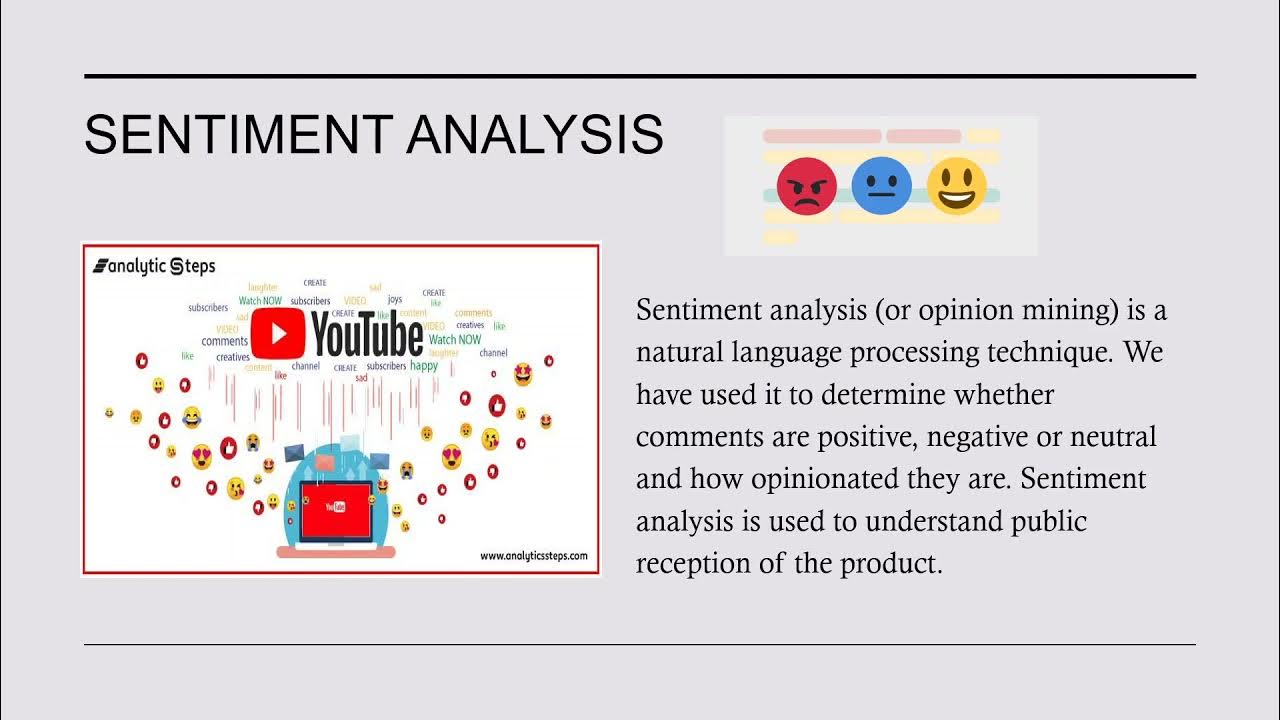 SENTIMENT ANALYSIS
analytic Steps
laughter CREATE sad
subscribers Watch NOW subscribers VIDEO joys CREATE like
sad CREATE like content comments
VIDEO YouTube VIDEO creatives like
comments Watch NOW
like creatives laughter channel
content channel CREATE subscribers happy
like sad
YouTube
www.analyticssteps.com
Sentiment analysis (or opinion mining) is a
natural language processing technique. We
have used it to determine whether
comments are positive, negative or neutral
and how opinionated they are. Sentiment
analysis is used to understand public
reception of the product.